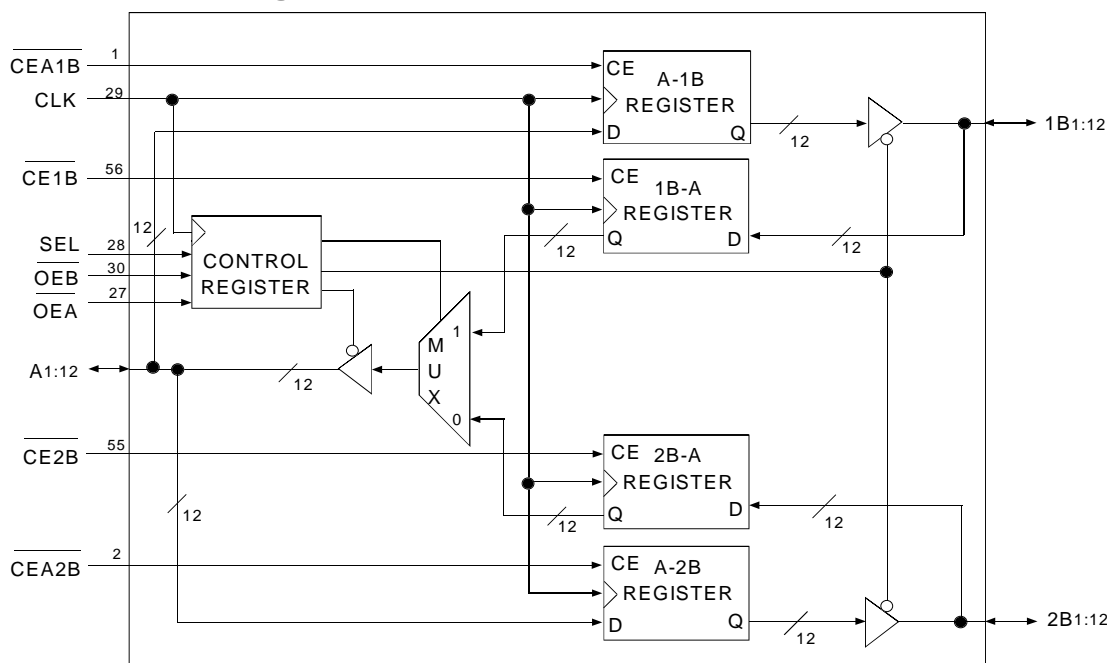 CEA1B 1
CE A-1B
CLK 29
REGISTER
D Q
12
1B1:12
CE1B 56
CE 1B-A
REGISTER
Q D
12 12
12
SEL 28
OEB 30
OEA 27
CONTROL
REGISTER
MUX
1
0
A1:12
12
CE2B 55
CE 2B-A
REGISTER
Q D
12 12
12
CEA2B 2
CE A-2B
REGISTER
D Q
12
2B1:12